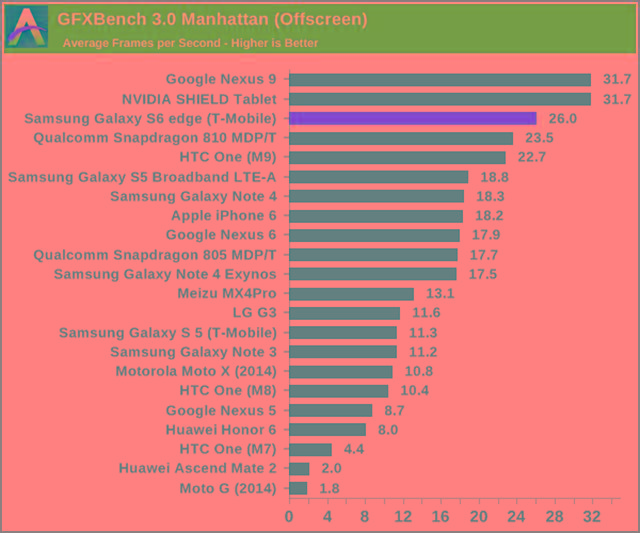 GFXBench 3.0 Manhattan (Offscreen)
Average Frames per Second - Higher is Better
Google Nexus 9 31.7
NVIDIA SHIELD Tablet 31.7
Samsung Galaxy S6 edge (T-Mobile) 26.0
Qualcomm Snapdragon 810 MDP/T 23.5
HTC One (M9) 22.7
Samsung Galaxy S5 Broadband LTE-A 18.8
Samsung Galaxy Note 4 18.3
Apple iPhone 6 18.2
Google Nexus 6 17.9
Qualcomm Snapdragon 805 MDP/T 17.7
Samsung Galaxy Note 4 Exynos 17.5
Meizu MX4Pro 13.1
LG G3 11.6
Samsung Galaxy S 5 (T-Mobile) 11.3
Samsung Galaxy Note 3 11.2
Motorola Moto X (2014) 10.8
HTC One (M8) 10.4
Google Nexus 5 8.7
Huawei Honor 6 8.0
HTC One (M7) 4.4
Huawei Ascend Mate 2 2.0
Moto G (2014) 1.8
0 4 8 12 16 20 24 28 32